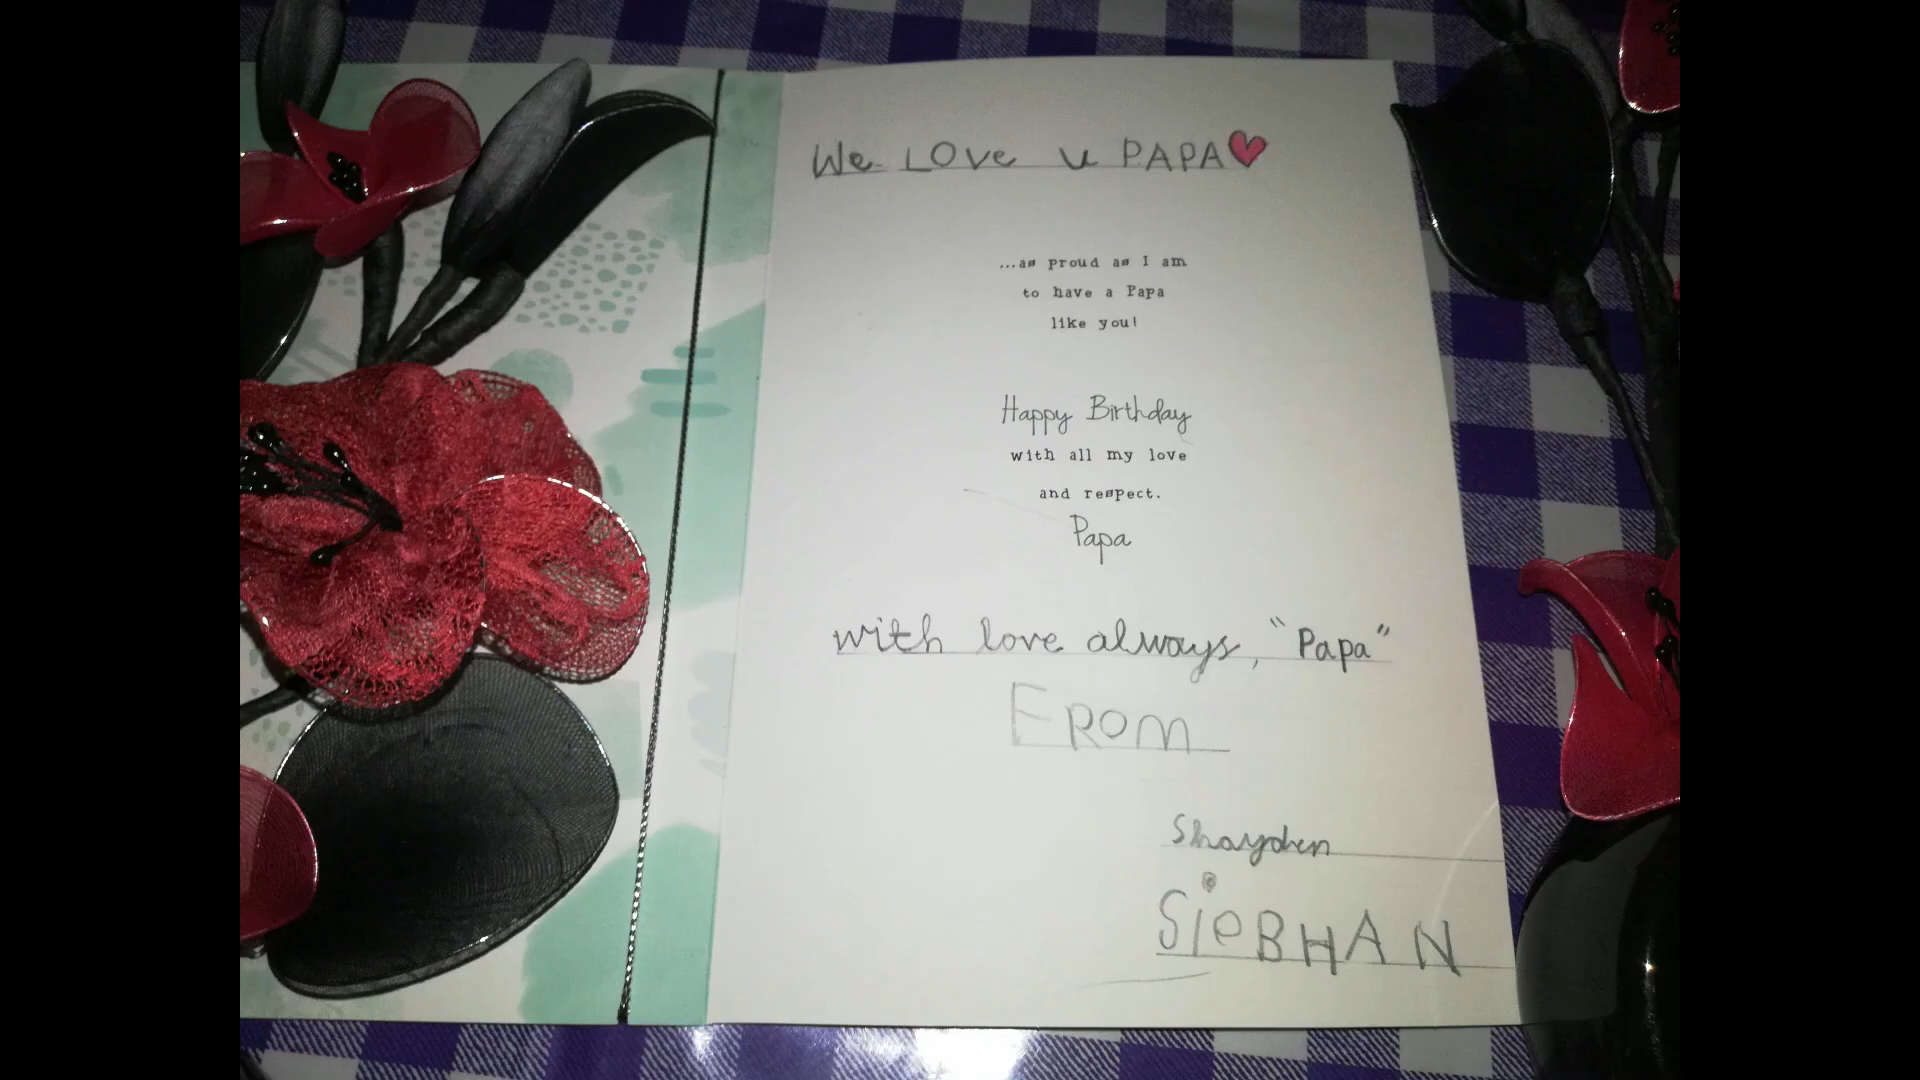 We LOve u PAPA
...as proud as I am
to have a Papa
like you!
Happy Birthday
with all my love
and respect.
Papa
with love always, "Papa"
FROM
Shayden
SieBHAN